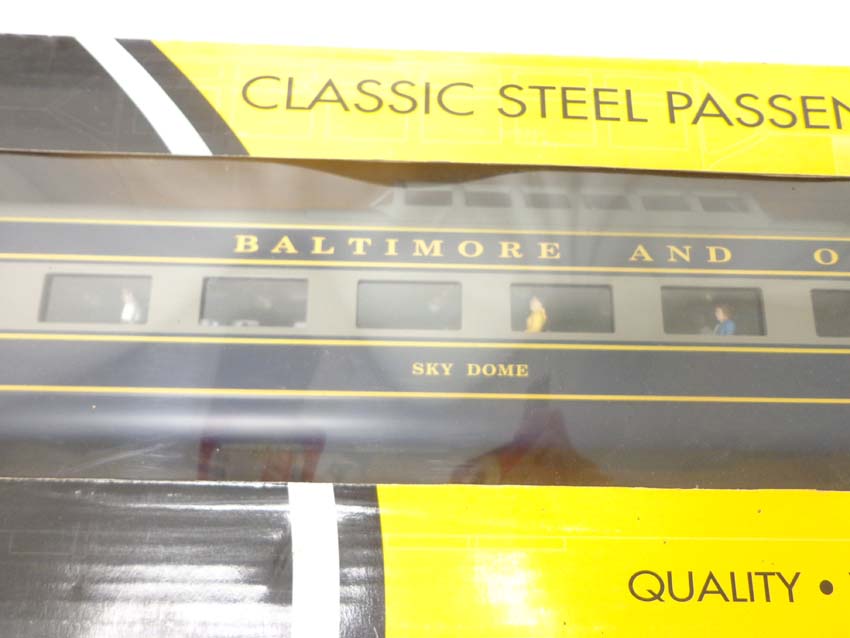 CLASSIC STEEL PASSEN
BALTIMORE AND O
SKY DOME
QUALITY •